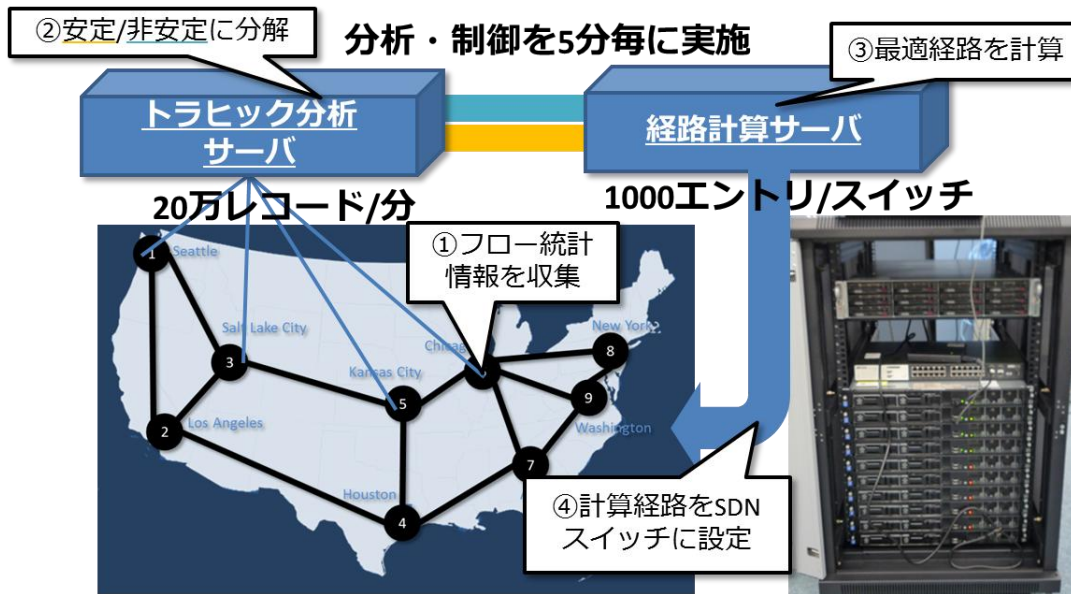 ②安定/非安定に分解
分析・制御を5分毎に実施
③最適経路を計算
トラヒック分析
サーバ
経路計算サーバ
20万レコード/分
1000エントリ/スイッチ
①フロー統計
情報を収集
1
Seattle
Salt Lake City
3
Kansas City
5
New York
8
9
Washington
2
Los Angeles
7
Houston
4
④計算経路をSDN
スイッチに設定